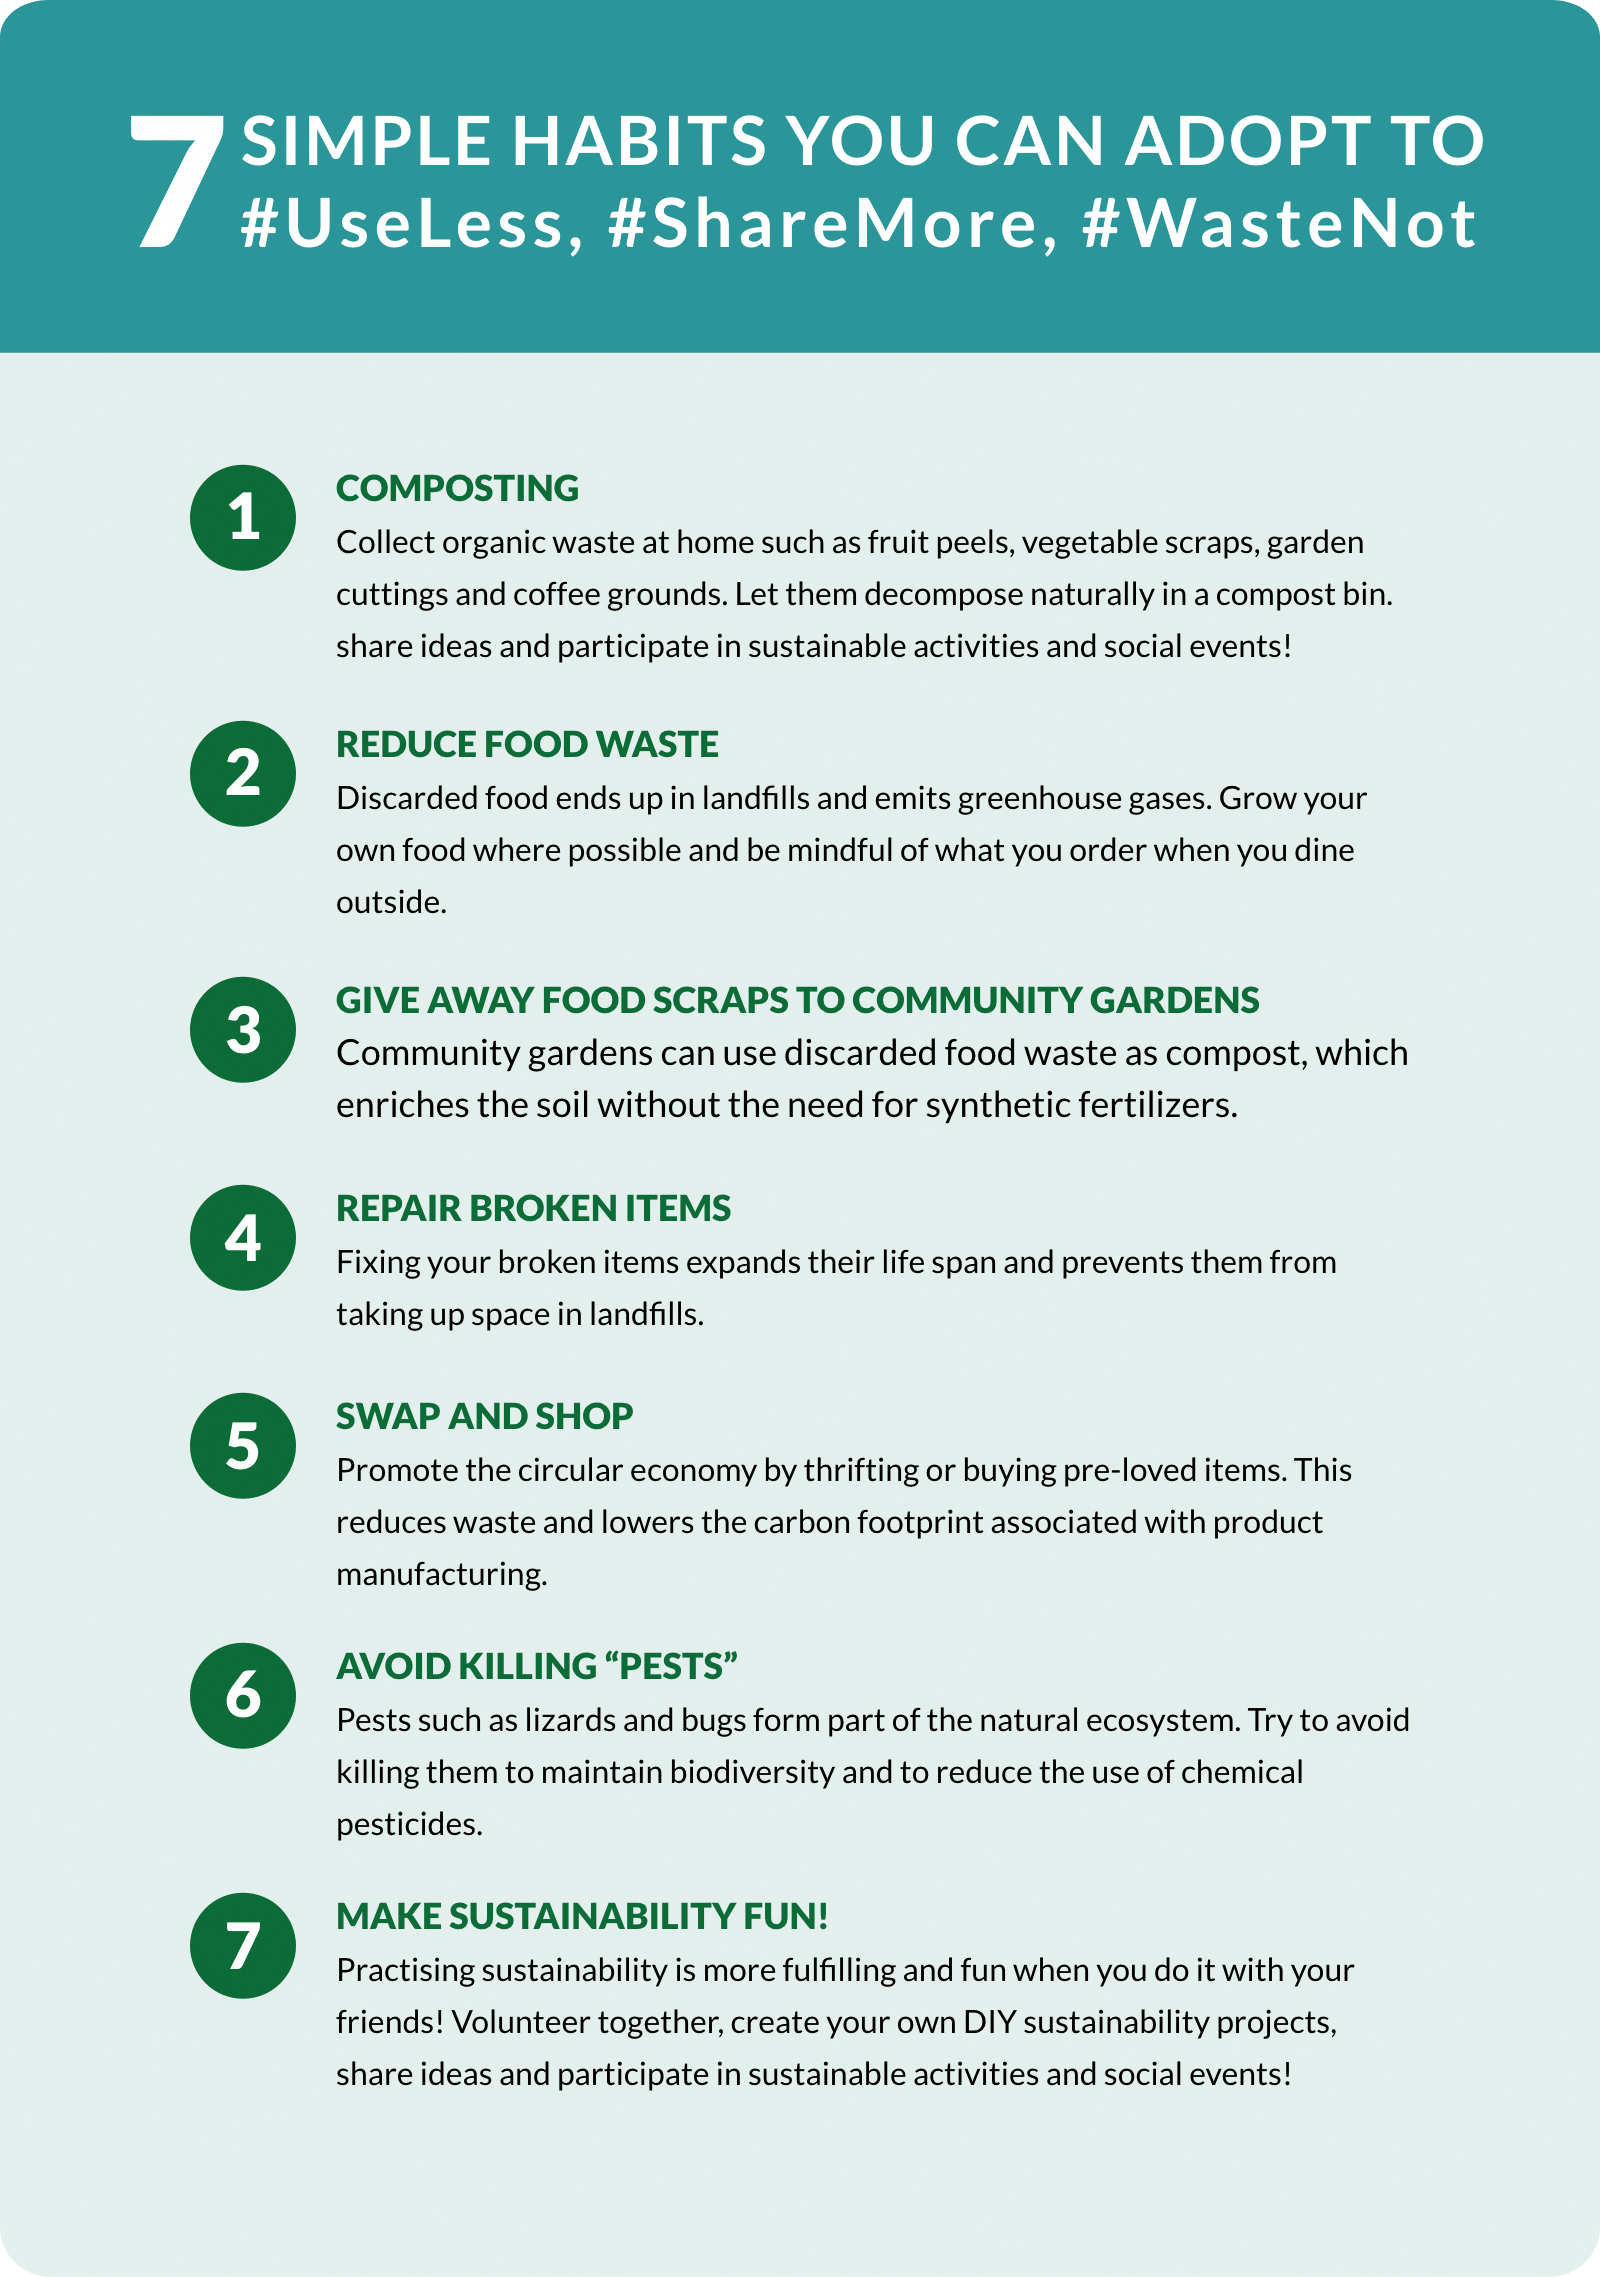 7 SIMPLE HABITS YOU CAN ADOPT TO
#UseLess, #ShareMore, #WasteNot
1 COMPOSTING
Collect organic waste at home such as fruit peels, vegetable scraps, garden
cuttings and coffee grounds. Let them decompose naturally in a compost bin.
share ideas and participate in sustainable activities and social events!
2 REDUCE FOOD WASTE
Discarded food ends up in landfills and emits greenhouse gases. Grow your
own food where possible and be mindful of what you order when you dine
outside.
3 GIVE AWAY FOOD SCRAPS TO COMMUNITY GARDENS
Community gardens can use discarded food waste as compost, which
enriches the soil without the need for synthetic fertilizers.
4 REPAIR BROKEN ITEMS
Fixing your broken items expands their life span and prevents them from
taking up space in landfills.
5 SWAP AND SHOP
Promote the circular economy by thrifting or buying pre-loved items. This
reduces waste and lowers the carbon footprint associated with product
manufacturing.
6 AVOID KILLING “PESTS”
Pests such as lizards and bugs form part of the natural ecosystem. Try to avoid
killing them to maintain biodiversity and to reduce the use of chemical
pesticides.
7 MAKE SUSTAINABILITY FUN!
Practising sustainability is more fulfilling and fun when you do it with your
friends! Volunteer together, create your own DIY sustainability projects,
share ideas and participate in sustainable activities and social events!